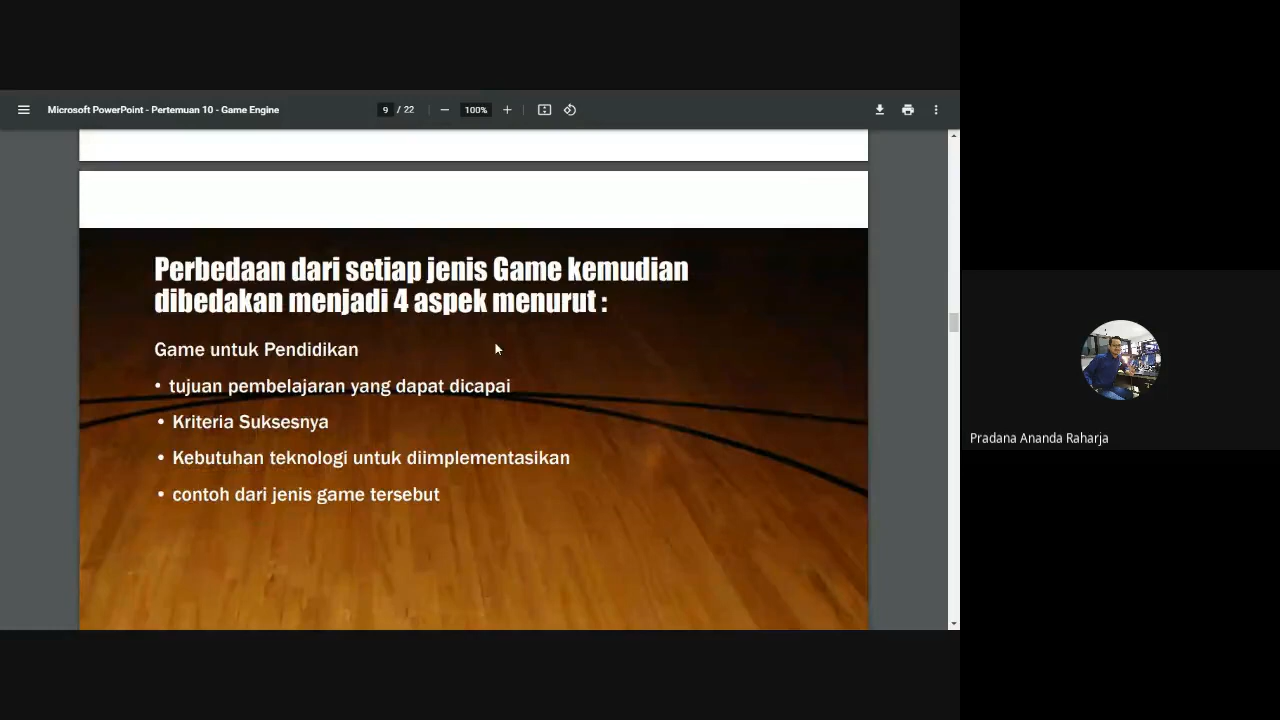 Microsoft PowerPoint - Pertemuan 10 - Game Engine
9 / 22
100%
Perbedaan dari setiap jenis Game kemudian
dibedakan menjadi 4 aspek menurut :
Game untuk Pendidikan
• tujuan pembelajaran yang dapat dicapai
• Kriteria Suksesnya
• Kebutuhan teknologi untuk diimplementasikan
• contoh dari jenis game tersebut
Pradana Ananda Raharja